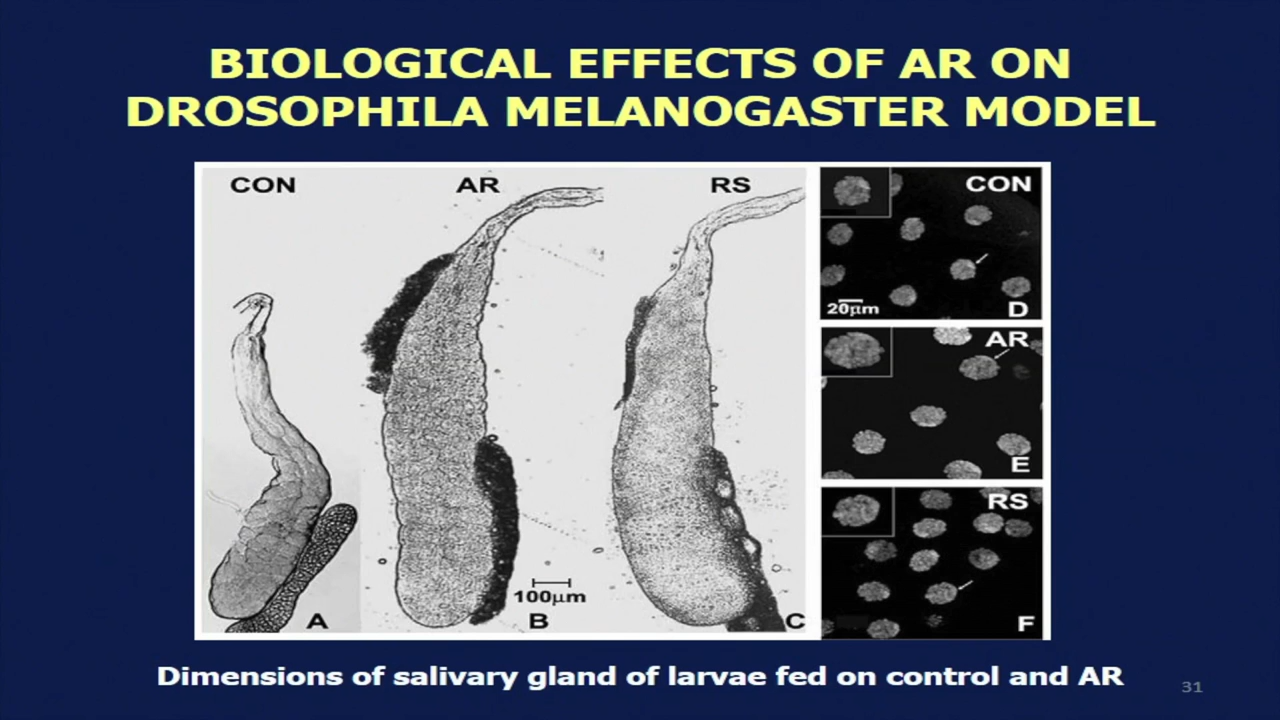 BIOLOGICAL EFFECTS OF AR ON
DROSOPHILA MELANOGASTER MODEL
CON
AR
RS
100µm
A
B
C
CON
20µm
D
AR
E
RS
F
Dimensions of salivary gland of larvae fed on control and AR
31